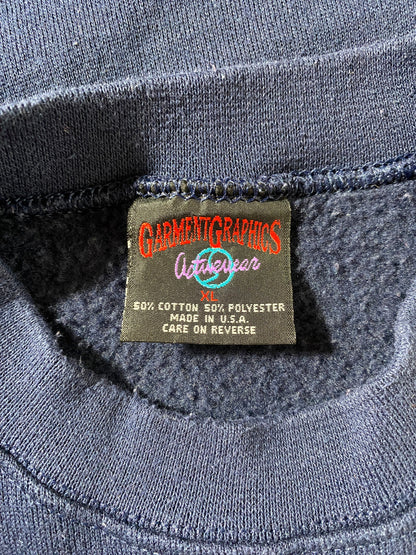 GARMENTGRAPHICS
Activewear
XL
50% COTTON 50% POLYESTER
MADE IN U.S.A.
CARE ON REVERSE